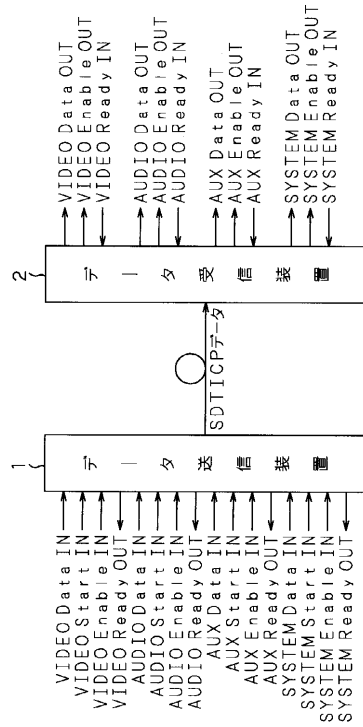 1
VIDEO Data IN
VIDEO Start IN
VIDEO Enable IN
VIDEO Ready OUT
AUDIO Data IN
AUDIO Start IN
AUDIO Enable IN
AUDIO Ready OUT
AUX Data IN
AUX Start IN
AUX Enable IN
AUX Ready OUT
SYSTEM Data IN
SYSTEM Start IN
SYSTEM Enable IN
SYSTEM Ready OUT
データ送信装置
SDTICPデータ
2
データ受信装置
VIDEO Data OUT
VIDEO Enable OUT
VIDEO Ready IN
AUDIO Data OUT
AUDIO Enable OUT
AUDIO Ready IN
AUX Data OUT
AUX Enable OUT
AUX Ready IN
SYSTEM Data OUT
SYSTEM Enable OUT
SYSTEM Ready IN